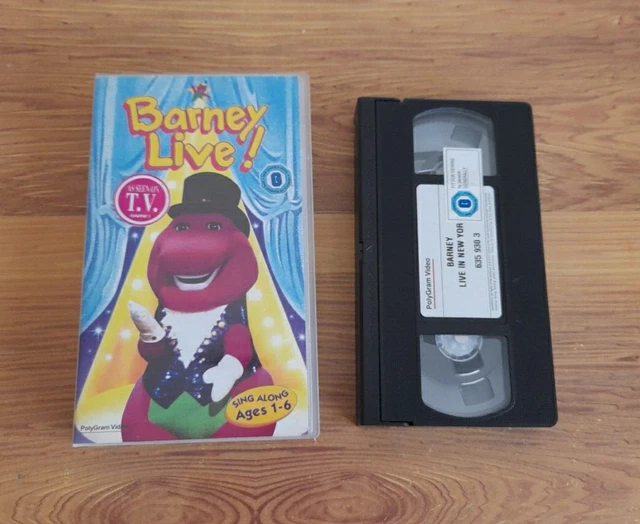 Barney
Live!
AS SEEN ON
T.V.
U
SING ALONG
Ages 1-6
PolyGram Vid
PolyGram Video
BARNEY
LIVE IN NEW YOR
635 930 3
U